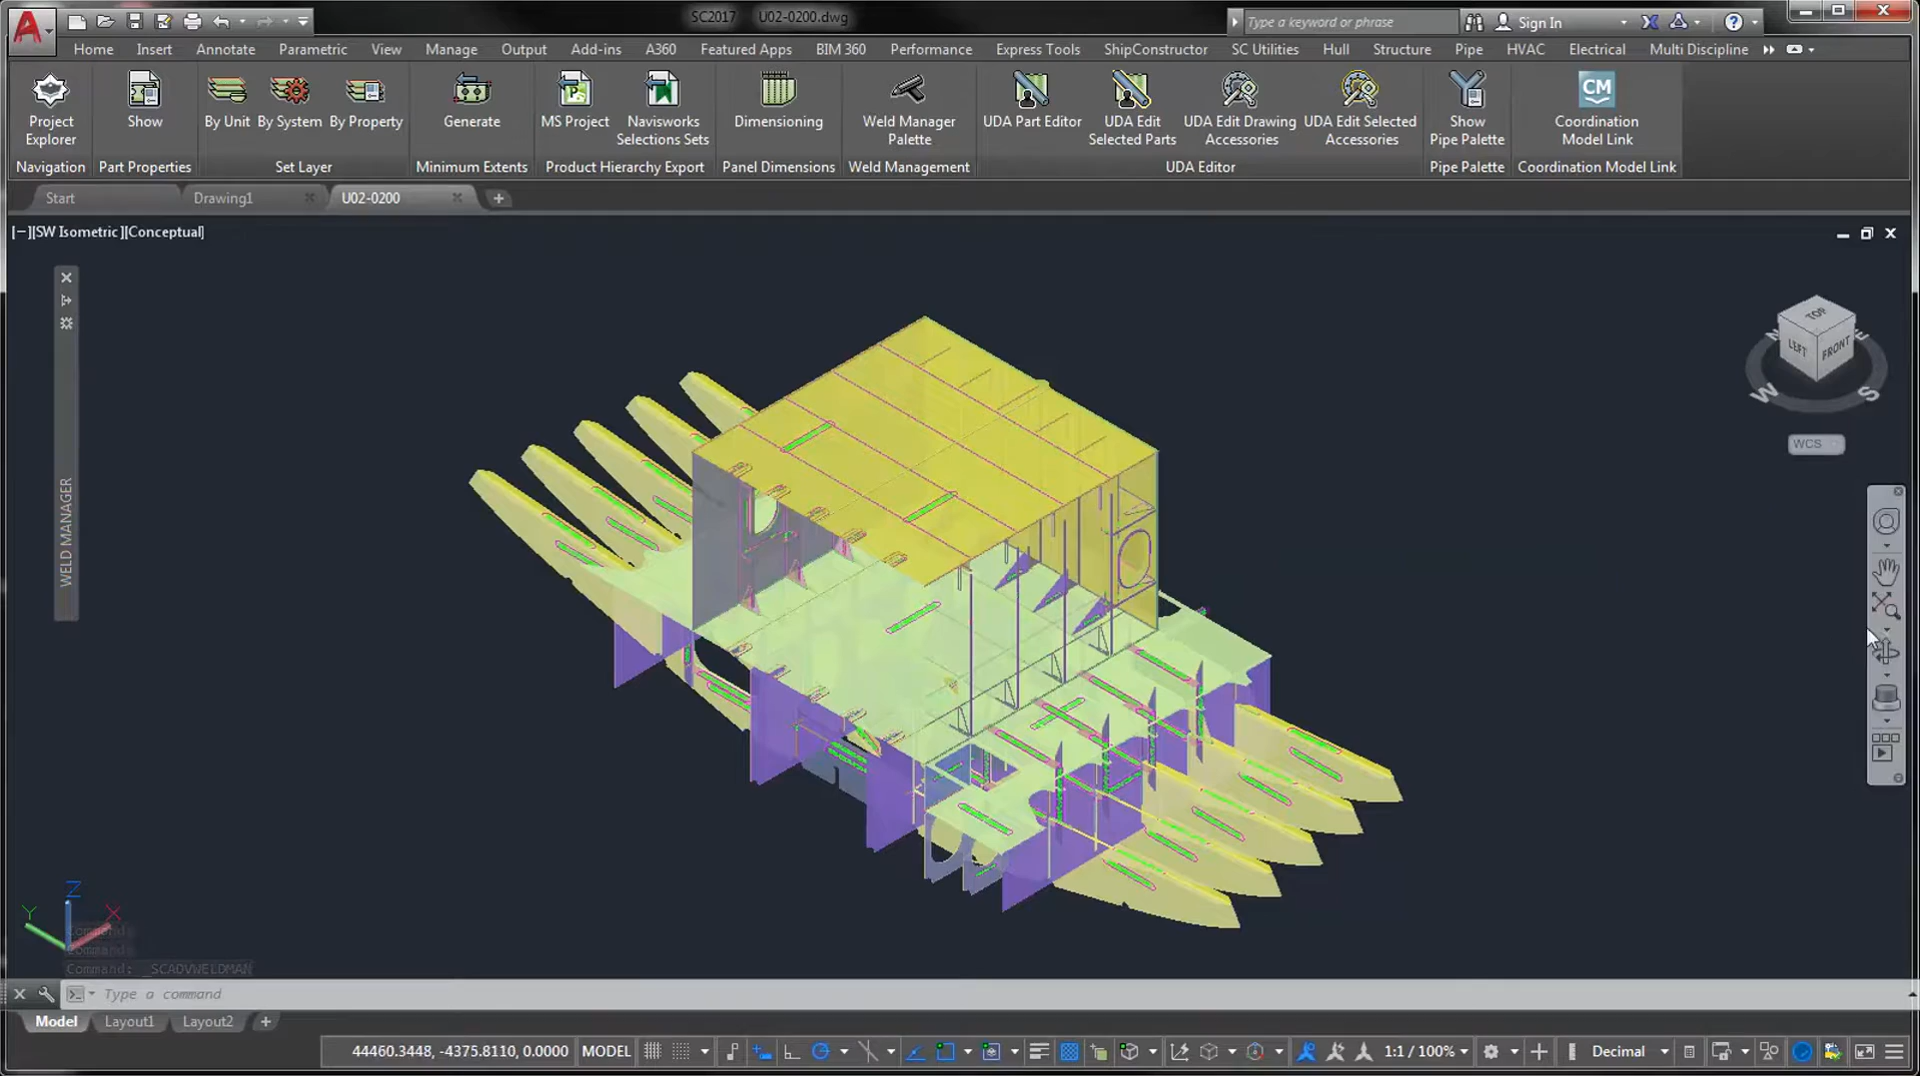 SC2017 U02-0200.dwg
Type a keyword or phrase
Sign In
Home Insert Annotate Parametric View Manage Output Add-ins A360 Featured Apps BIM 360 Performance Express Tools ShipConstructor SC Utilities Hull Structure Pipe HVAC Electrical Multi Discipline
Project Explorer
Show
By Unit
By System
By Property
Generate
MS Project
Navisworks Selections Sets
Dimensioning
Weld Manager Palette
UDA Part Editor
UDA Edit Selected Parts
UDA Edit Drawing Accessories
UDA Edit Selected Accessories
Show Pipe Palette
CM
Coordination Model Link
Navigation Part Properties Set Layer Minimum Extents Product Hierarchy Export Panel Dimensions Weld Management UDA Editor Pipe Palette Coordination Model Link
Start Drawing1 U02-0200
[−][SW Isometric][Conceptual]
TOP
LEFT FRONT
N E
W S
WCS
WELD MANAGER
Z
Y X
Command:
Command:
Command: _SCADVWELDMAN
Type a command
Model Layout1 Layout2
44460.3448, -4375.8110, 0.0000 MODEL 1:1 / 100% Decimal